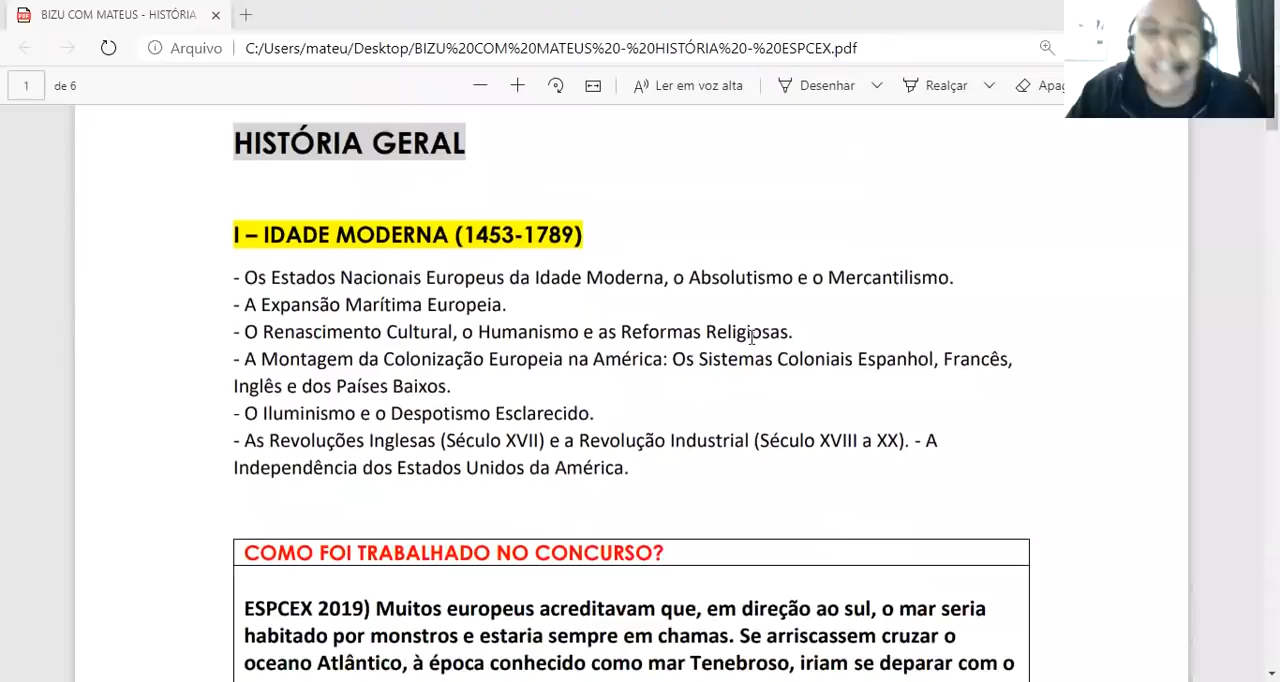 BIZU COM MATEUS - HISTÓRIA
Arquivo
C:/Users/mateu/Desktop/BIZU%20COM%20MATEUS%20-%20HISTÓRIA%20-%20ESPCEX.pdf
1 de 6
Ler em voz alta
Desenhar
Realçar
HISTÓRIA GERAL
I – IDADE MODERNA (1453-1789)
- Os Estados Nacionais Europeus da Idade Moderna, o Absolutismo e o Mercantilismo.
- A Expansão Marítima Europeia.
- O Renascimento Cultural, o Humanismo e as Reformas Religiosas.
- A Montagem da Colonização Europeia na América: Os Sistemas Coloniais Espanhol, Francês,
Inglês e dos Países Baixos.
- O Iluminismo e o Despotismo Esclarecido.
- As Revoluções Inglesas (Século XVII) e a Revolução Industrial (Século XVIII a XX). - A
Independência dos Estados Unidos da América.
COMO FOI TRABALHADO NO CONCURSO?
ESPCEX 2019) Muitos europeus acreditavam que, em direção ao sul, o mar seria
habitado por monstros e estaria sempre em chamas. Se arriscassem cruzar o
oceano Atlântico, à época conhecido como mar Tenebroso, iriam se deparar com o